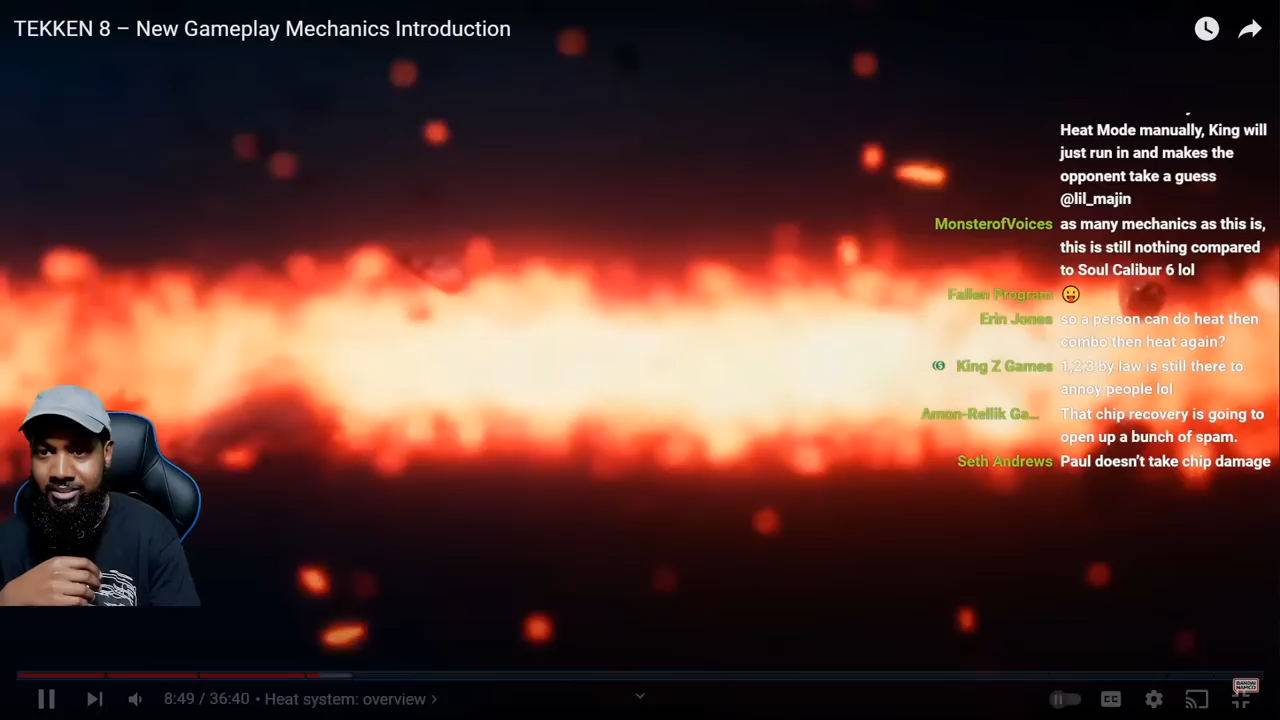 TEKKEN 8 – New Gameplay Mechanics Introduction
Heat Mode manually, King will
just run in and makes the
opponent take a guess
@lil_majin
MonsterofVoices as many mechanics as this is,
this is still nothing compared
to Soul Calibur 6 lol
Fallen Program
Erin Jones so a person can do heat then
combo then heat again?
King Z Games 1,2,3 by law is still there to
annoy people lol
Amon-Rellik Ga... That chip recovery is going to
open up a bunch of spam.
Seth Andrews Paul doesn't take chip damage
8:49 / 36:40 • Heat system: overview >
CC
BANDAI
NAMCO